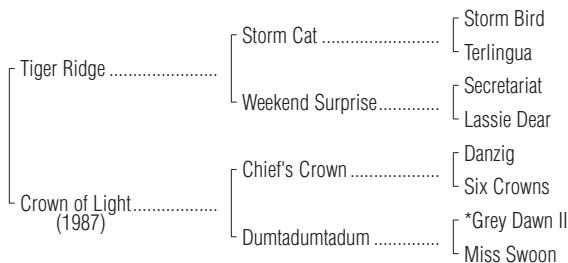 Storm Bird
Storm Cat ........................
Terlingua
Tiger Ridge ......................
Secretariat
Weekend Surprise.............
Lassie Dear
Danzig
Chief's Crown ..................
Six Crowns
Crown of Light.................
(1987)
*Grey Dawn II
Dumtadumtadum .............
Miss Swoon